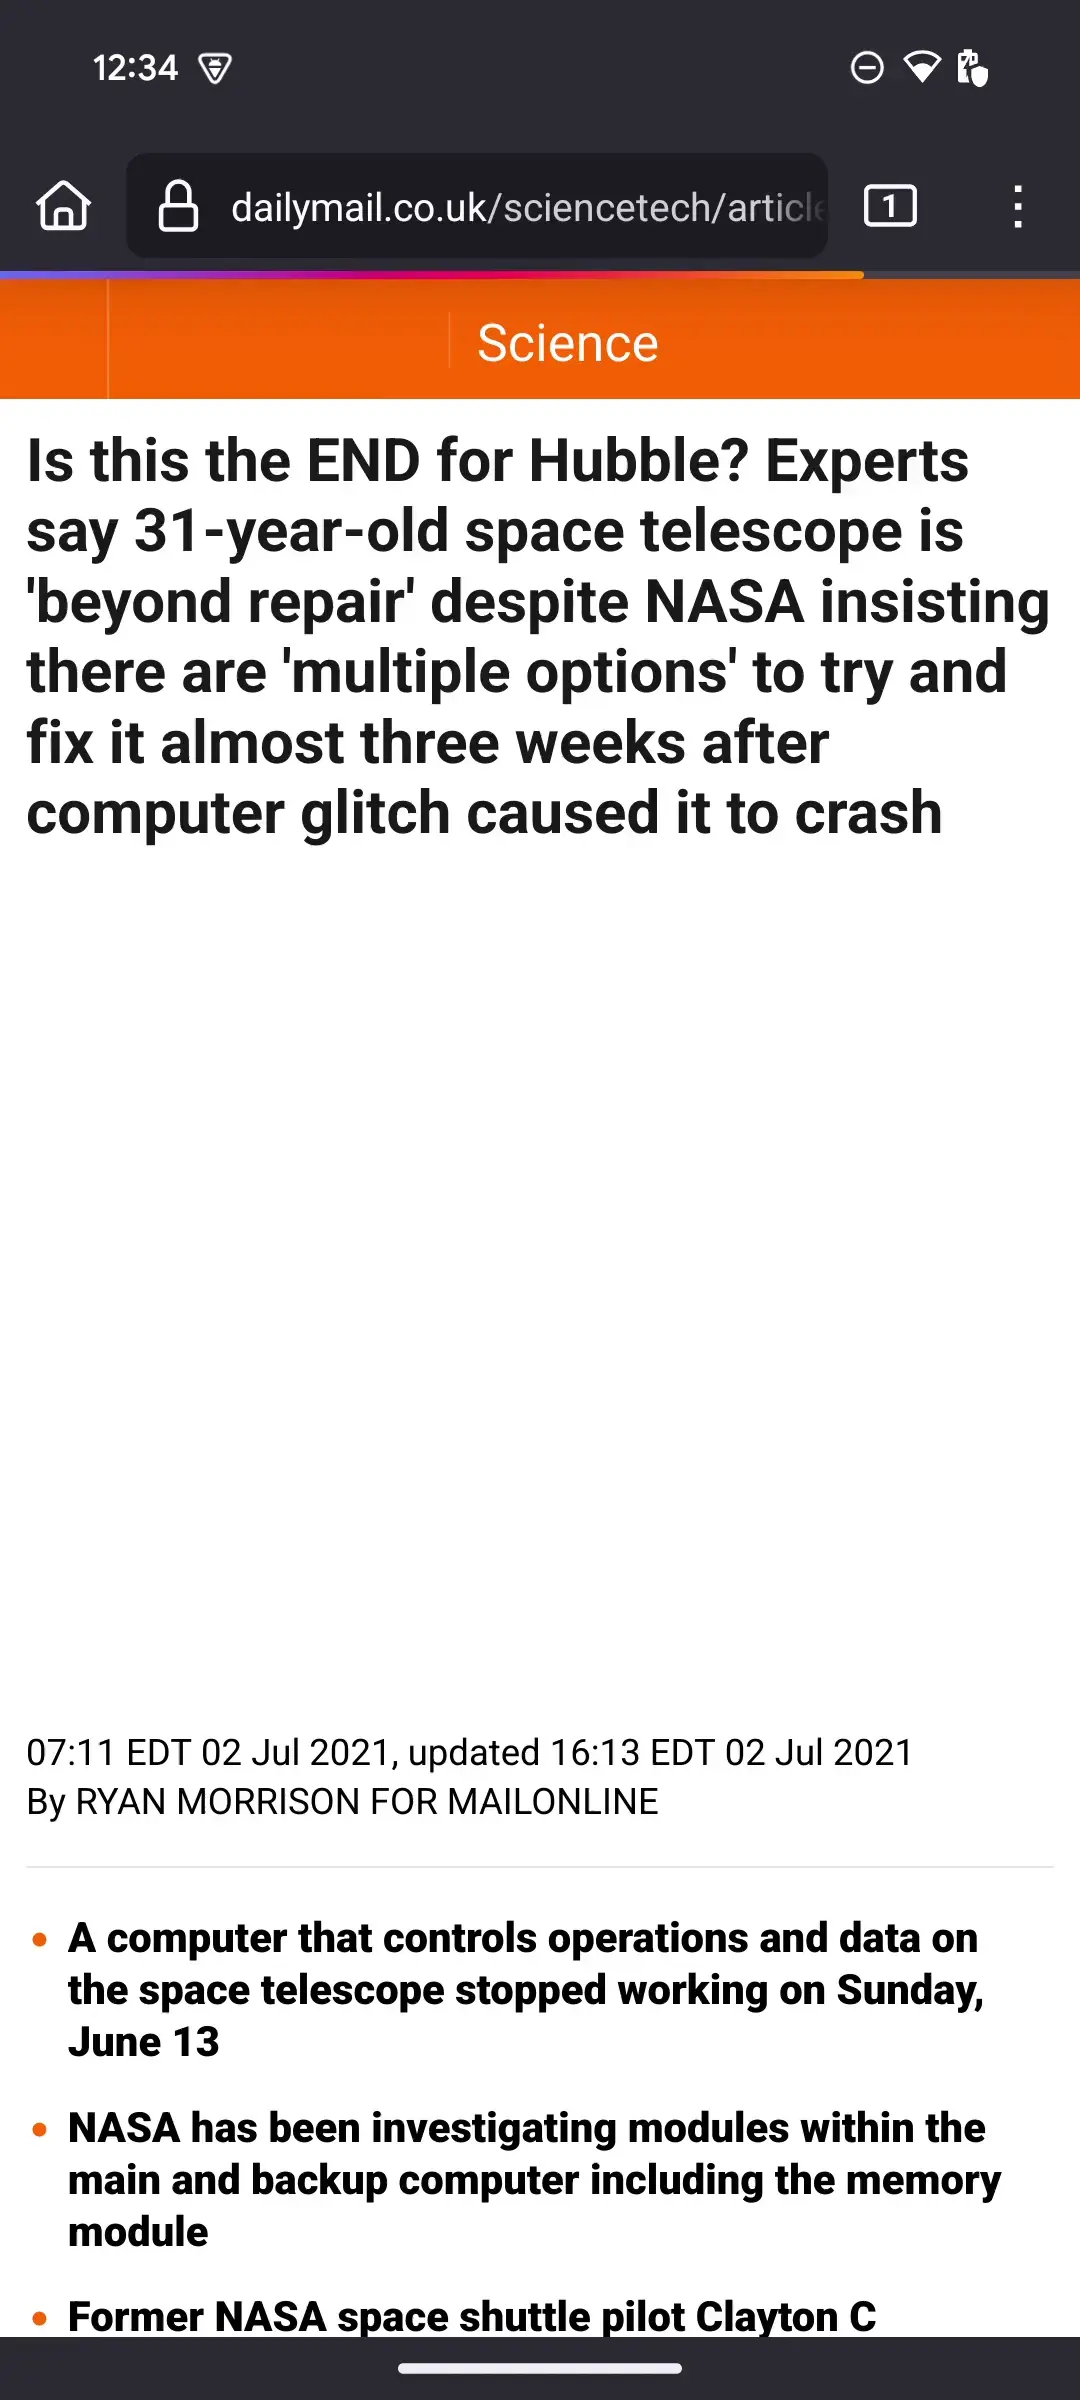 12:34
dailymail.co.uk/sciencetech/article
1
Science
Is this the END for Hubble? Experts
say 31-year-old space telescope is
'beyond repair' despite NASA insisting
there are 'multiple options' to try and
fix it almost three weeks after
computer glitch caused it to crash
07:11 EDT 02 Jul 2021, updated 16:13 EDT 02 Jul 2021
By RYAN MORRISON FOR MAILONLINE
• A computer that controls operations and data on
the space telescope stopped working on Sunday,
June 13
• NASA has been investigating modules within the
main and backup computer including the memory
module
• Former NASA space shuttle pilot Clayton C